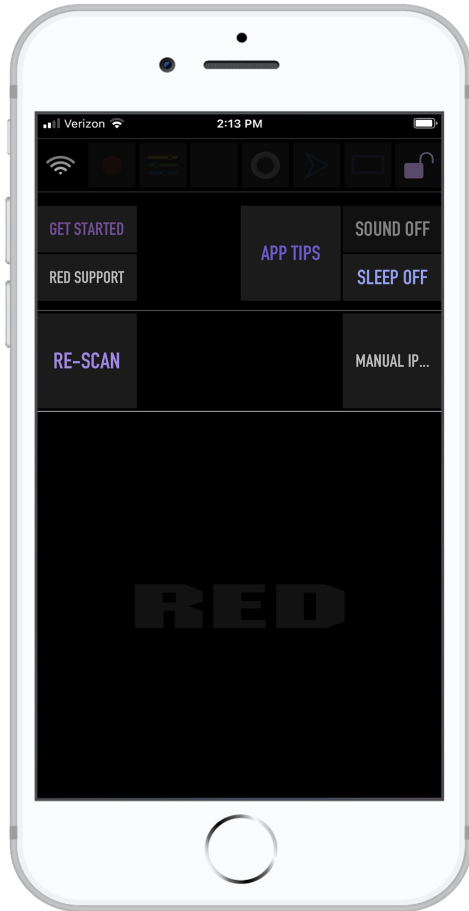 Verizon 2:13 PM
GET STARTED
RED SUPPORT
APP TIPS
SOUND OFF
SLEEP OFF
RE-SCAN
MANUAL IP...
RED